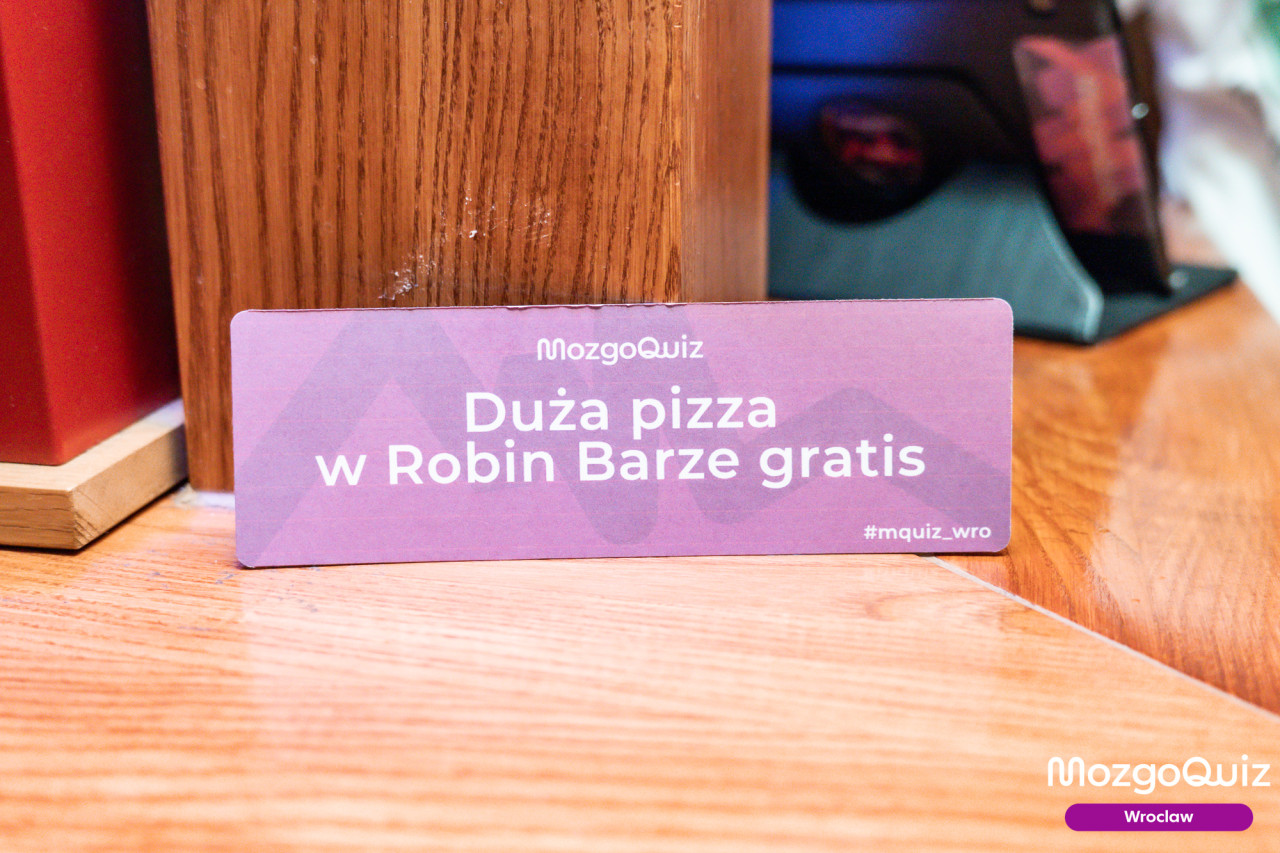 MozgoQuiz
Duża pizza
w Robin Barze gratis
#mquiz_wro
MozgoQuiz
Wroclaw